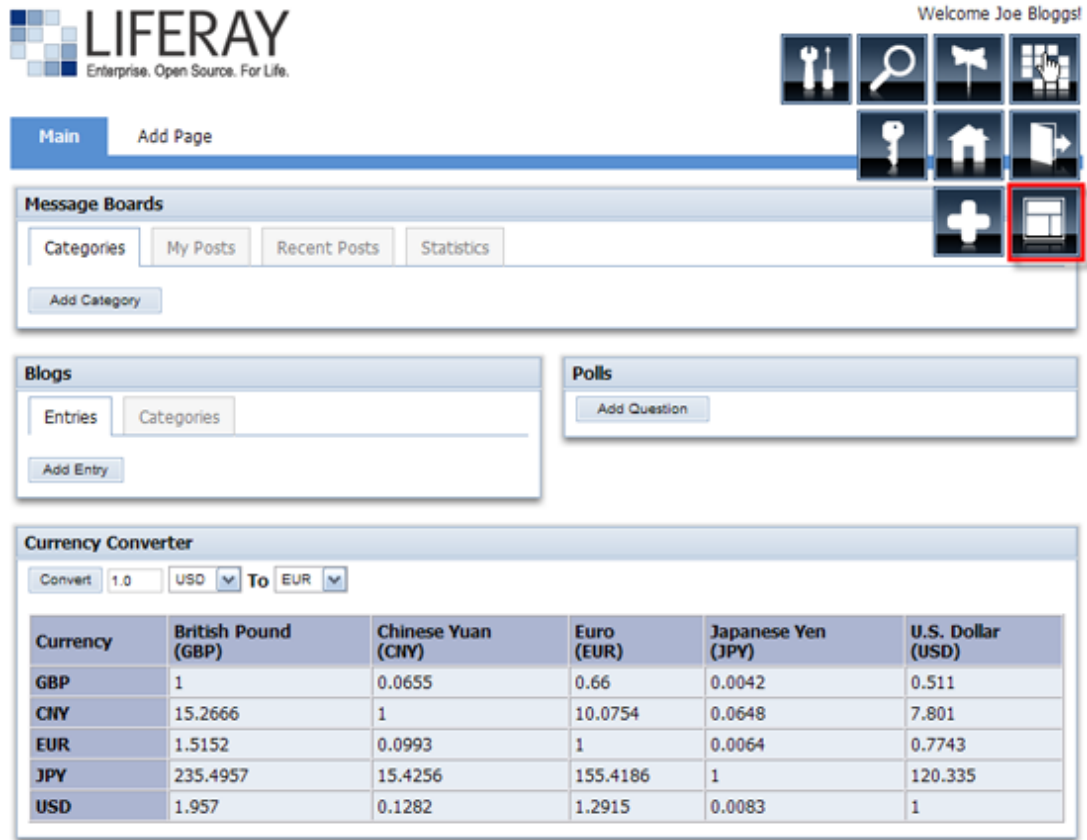 Welcome Joe Bloggs!
LIFERAY
Enterprise. Open Source. For Life.
Main Add Page
Message Boards
Categories My Posts Recent Posts Statistics
Add Category
Blogs
Entries Categories
Add Entry
Polls
Add Question
Currency Converter
Convert 1.0 USD To EUR
Currency British Pound (GBP) Chinese Yuan (CNY) Euro (EUR) Japanese Yen (JPY) U.S. Dollar (USD)
GBP 1 0.0655 0.66 0.0042 0.511
CNY 15.2666 1 10.0754 0.0648 7.801
EUR 1.5152 0.0993 1 0.0064 0.7743
JPY 235.4957 15.4256 155.4186 1 120.335
USD 1.957 0.1282 1.2915 0.0083 1